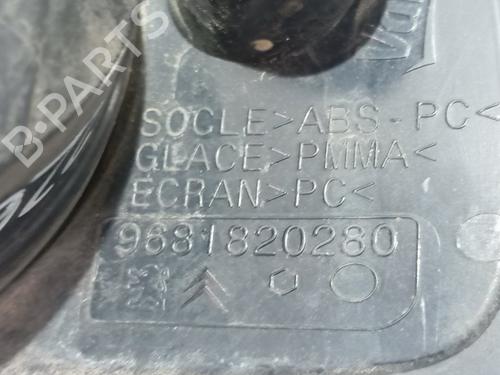 B-PARTS
SOCLE>ABS-PC<
GLACE>PMMA<
ECRAN>PC<
9681820280